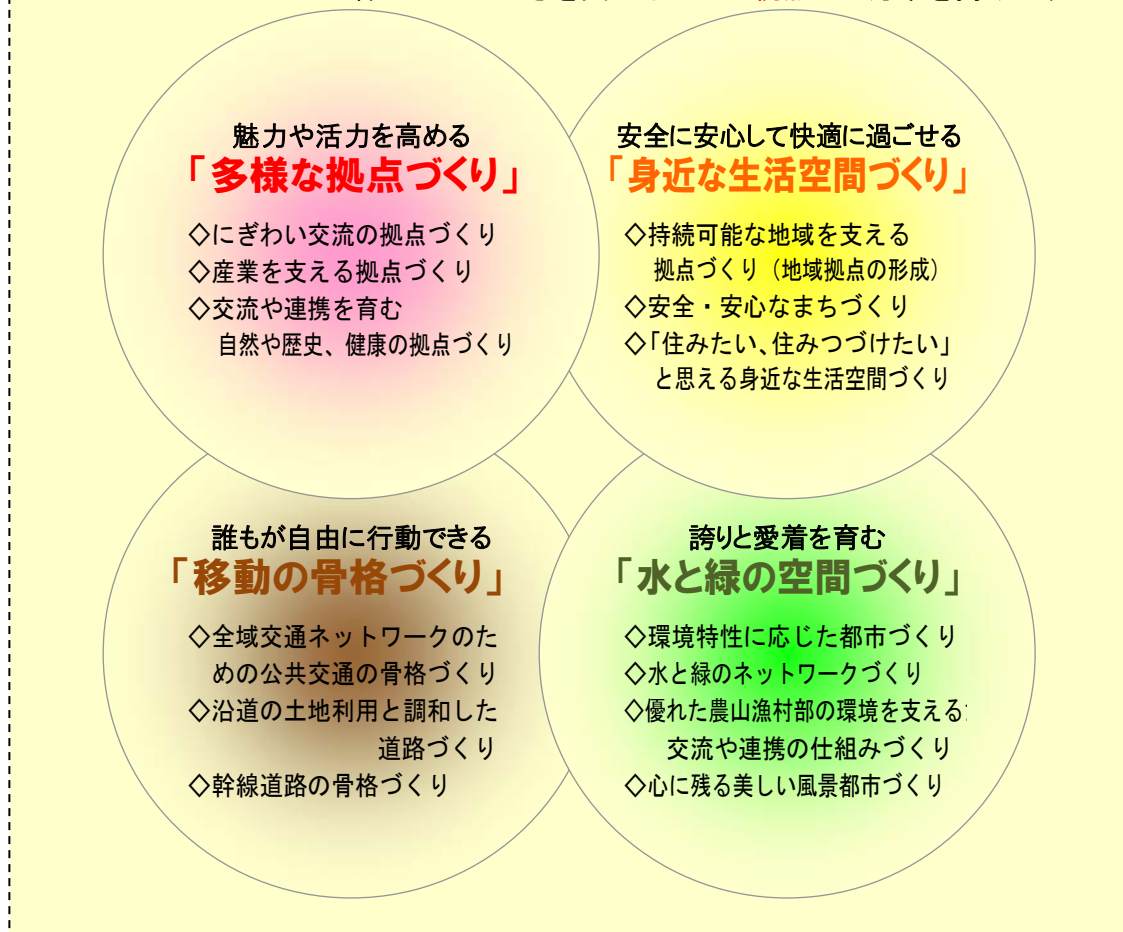 魅力や活力を高める
「多様な拠点づくり」
◇にぎわい交流の拠点づくり
◇産業を支える拠点づくり
◇交流や連携を育む
自然や歴史、健康の拠点づくり
安全に安心して快適に過ごせる
「身近な生活空間づくり」
◇持続可能な地域を支える
拠点づくり（地域拠点の形成）
◇安全・安心なまちづくり
◇「住みたい、住みつづけたい」
と思える身近な生活空間づくり
誰もが自由に行動できる
「移動の骨格づくり」
◇全域交通ネットワークのた
めの公共交通の骨格づくり
◇沿道の土地利用と調和した
道路づくり
◇幹線道路の骨格づくり
誇りと愛着を育む
「水と緑の空間づくり」
◇環境特性に応じた都市づくり
◇水と緑のネットワークづくり
◇優れた農山漁村部の環境を支える
交流や連携の仕組みづくり
◇心に残る美しい風景都市づくり